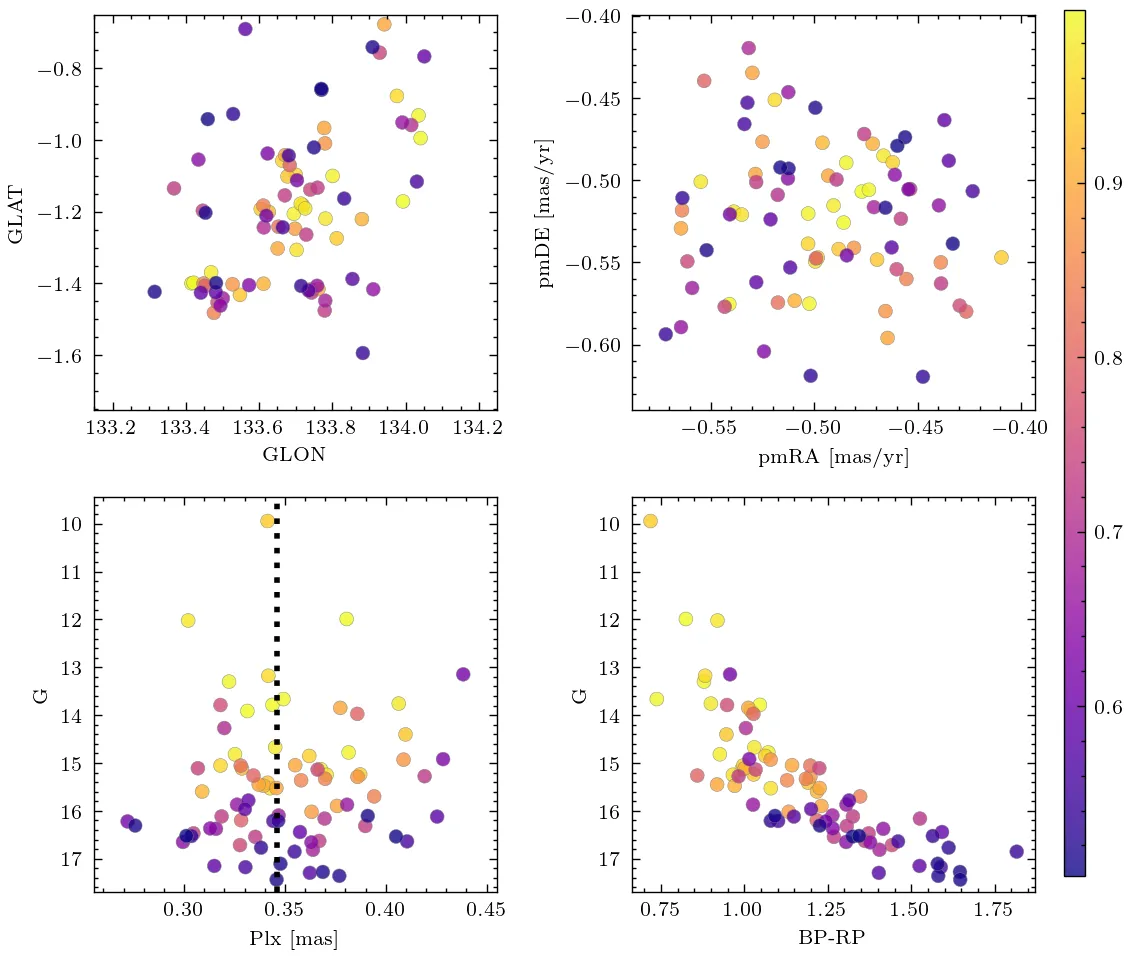 −0.8
−1.0
−1.2
−1.4
−1.6
GLAT
133.2 133.4 133.6 133.8 134.0 134.2
GLON
−0.40
−0.45
−0.50
−0.55
−0.60
pmDE [mas/yr]
−0.55 −0.50 −0.45 −0.40
pmRA [mas/yr]
0.9
0.8
0.7
0.6
10
11
12
13
14
15
16
17
G
0.30 0.35 0.40 0.45
Plx [mas]
10
11
12
13
14
15
16
17
G
0.75 1.00 1.25 1.50 1.75
BP-RP